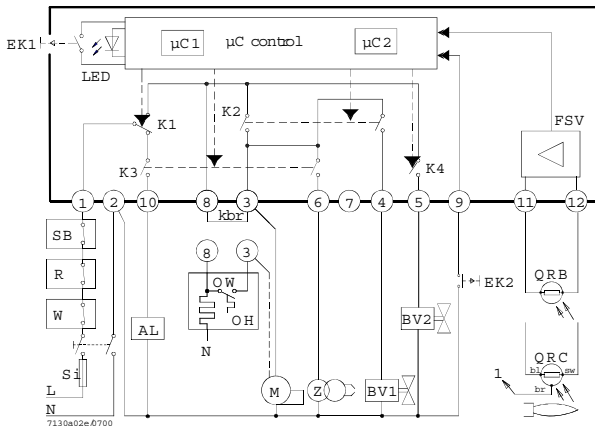 µC1
µC control
µC2
EK1
LED
K1
K2
FSV
K3
K4
1
2
10
8
3
6
7
4
5
9
11
12
kbr
SB
R
W
8
3
OW
OH
N
AL
BV2
EK2
QRB
Si
L
N
M
Z
BV1
1
bl
QRC
sw
br
7130a02e/0700